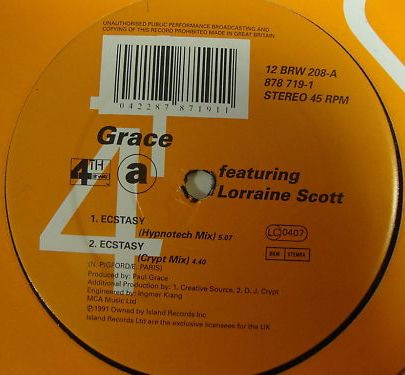 UNAUTHORISED PUBLIC PERFORMANCE BROADCASTING AND
COPYING OF THIS RECORD PROHIBITED MADE IN GREAT BRITAIN
042287 871911
12 BRW 208-A
878 719-1
STEREO 45 RPM
Grace
4TH
a
featuring
Lorraine Scott
1. ECSTASY
(Hypnotech Mix) 5.07
2. ECSTASY
(Crypt Mix) 4.40
(N. PIGFORD/E. PARIS)
Produced by: Paul Grace
Additional Production by: 1. Creative Source, 2. D.J. Crypt
Engineered by: Ingmar Kiang
MCA Music Ltd
℗1991 Owned by Island Records Inc
Island Records Ltd are the exclusive licensees for the UK
LC 0407
BIEM STEMRA